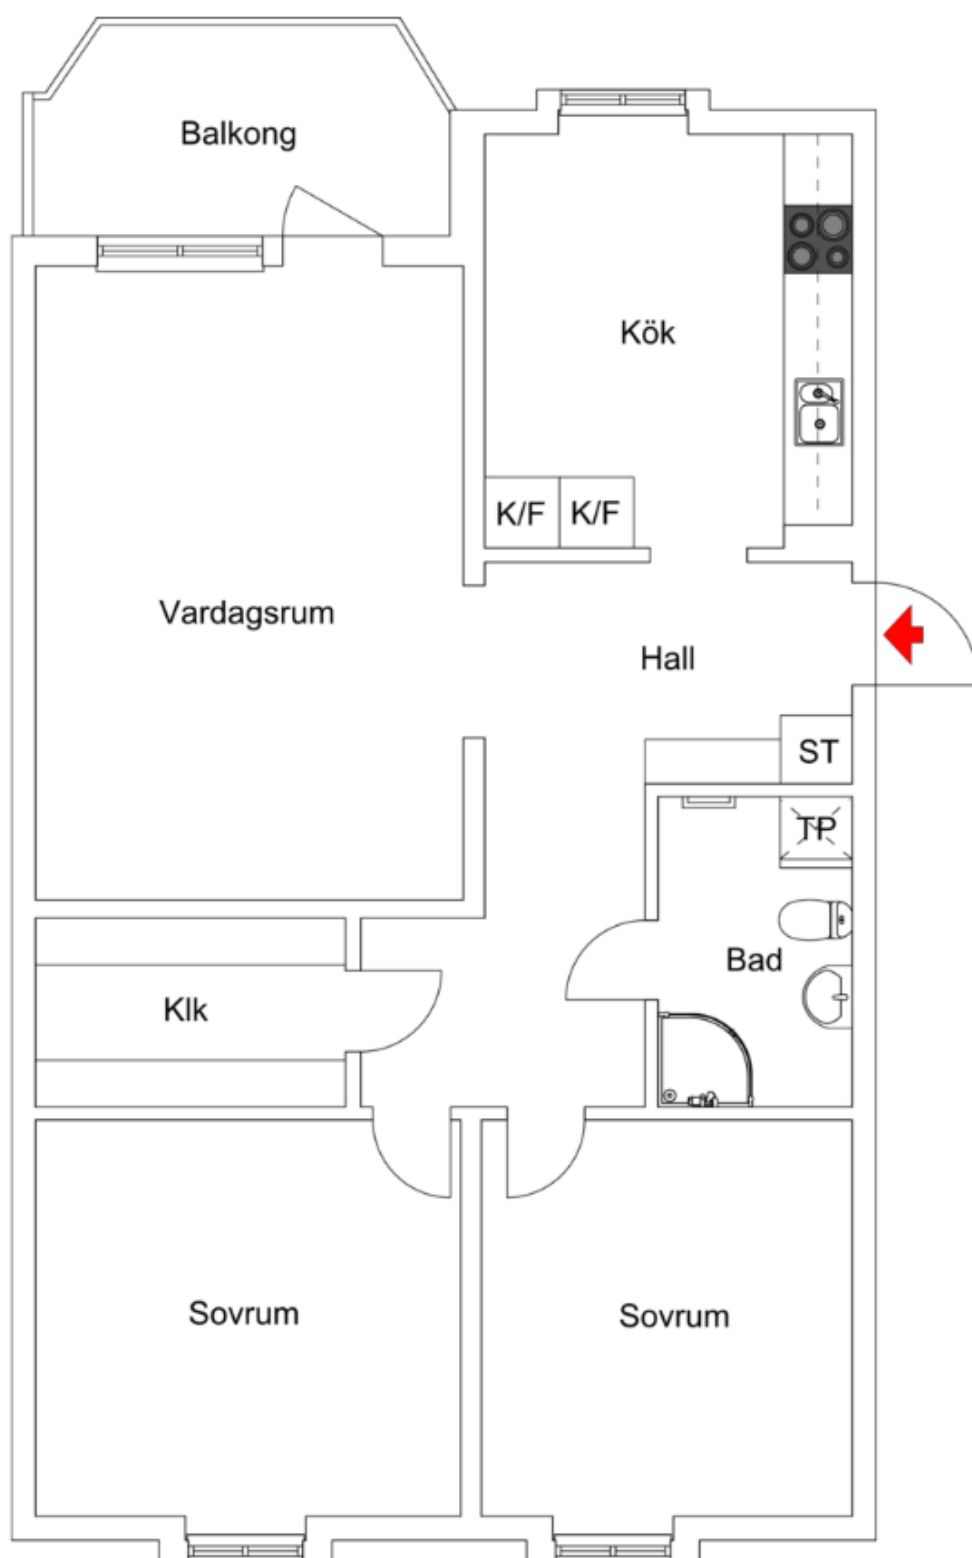 Balkong
Kök
K/F K/F
Vardagsrum
Hall
ST
TP
Bad
Klk
Sovrum
Sovrum